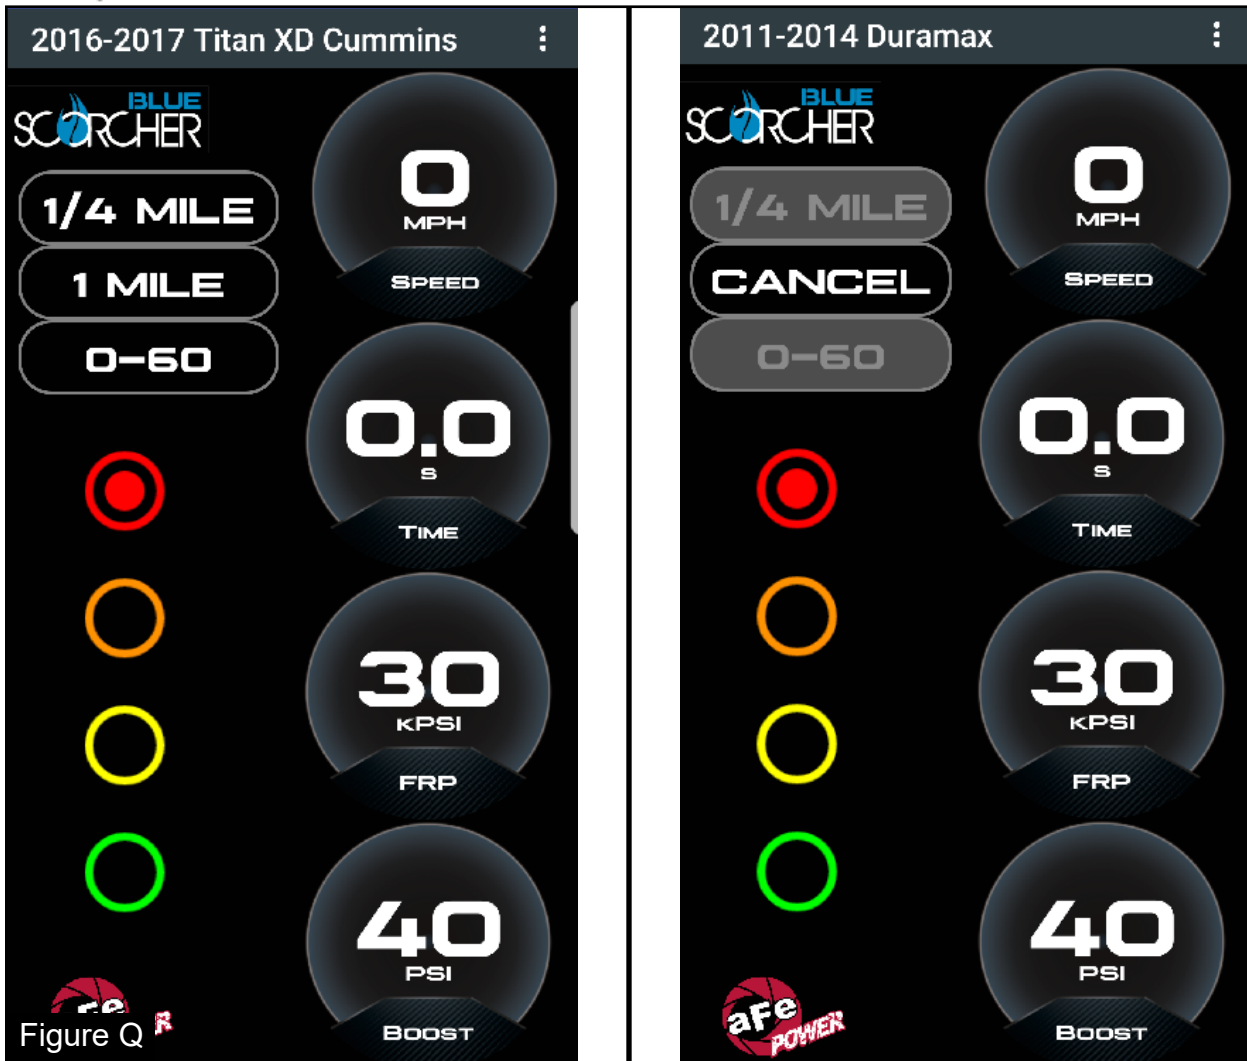 2016-2017 Titan XD Cummins
BLUE
SCORCHER
1/4 MILE
1 MILE
0-60
0
MPH
SPEED
0.0
S
TIME
30
KPSI
FRP
40
PSI
BOOST
aFe
R
Figure Q
2011-2014 Duramax
BLUE
SCORCHER
1/4 MILE
CANCEL
0-60
0
MPH
SPEED
0.0
S
TIME
30
KPSI
FRP
40
PSI
BOOST
aFe
POWER